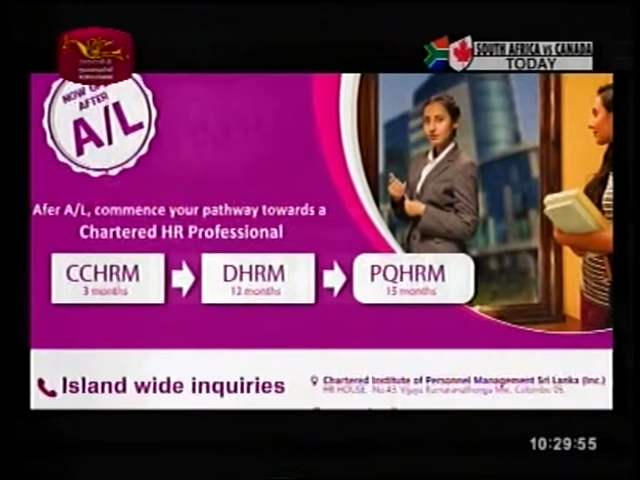 SOUTH AFRICA vs CANADA
TODAY
AFTER
A/L
Afer A/L, commence your pathway towards a
Chartered HR Professional
CCHRM
3 months
DHRM
12 months
PQHRM
15 months
Island wide inquiries
Chartered Institute of Personnel Management Sri Lanka (Inc.)
HR HOUSE, No.43, Vijaya Kumaranathunga Mw, Colombo 05.
10:29:55